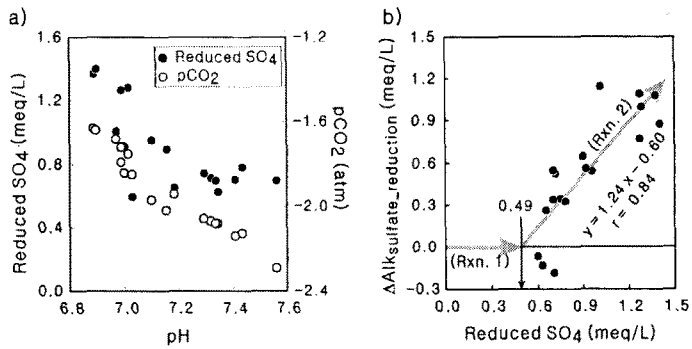 a)
1.6
1.2
0.8
0.4
0.0
Reduced SO4 (meq/L)
Reduced SO4
pCO2
-1.2
-1.6
-2.0
-2.4
pCO2 (atm)
6.8 7.0 7.2 7.4 7.6
pH
b)
1.2
0.9
0.6
0.3
0.0
-0.3
ΔAlksulfate_reduction (meq/L)
0.49
(Rxn. 1)
(Rxn. 2)
y = 1.24 x - 0.60
r = 0.84
0.0 0.3 0.6 0.9 1.2 1.5
Reduced SO4 (meq/L)